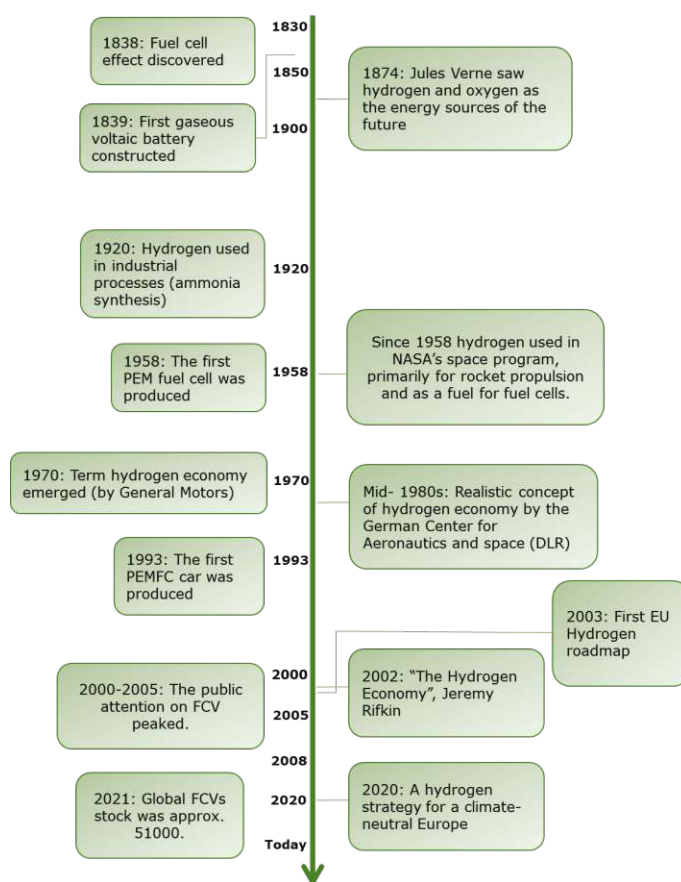 1830
1838: Fuel cell
effect discovered
1850
1874: Jules Verne saw
hydrogen and oxygen as
the energy sources of the
future
1839: First gaseous
voltaic battery
constructed
1900
1920: Hydrogen used
in industrial
processes (ammonia
synthesis)
1920
1958: The first
PEM fuel cell was
produced
1958
Since 1958 hydrogen used in
NASA’s space program,
primarily for rocket propulsion
and as a fuel for fuel cells.
1970: Term hydrogen economy
emerged (by General Motors)
1970
Mid- 1980s: Realistic concept
of hydrogen economy by the
German Center for
Aeronautics and space (DLR)
1993: The first
PEMFC car was
produced
1993
2003: First EU
Hydrogen
roadmap
2000
2000-2005: The public
attention on FCV
peaked.
2002: “The Hydrogen
Economy”, Jeremy
Rifkin
2005
2008
2021: Global FCVs
stock was approx.
51000.
2020
2020: A hydrogen
strategy for a climate-
neutral Europe
Today